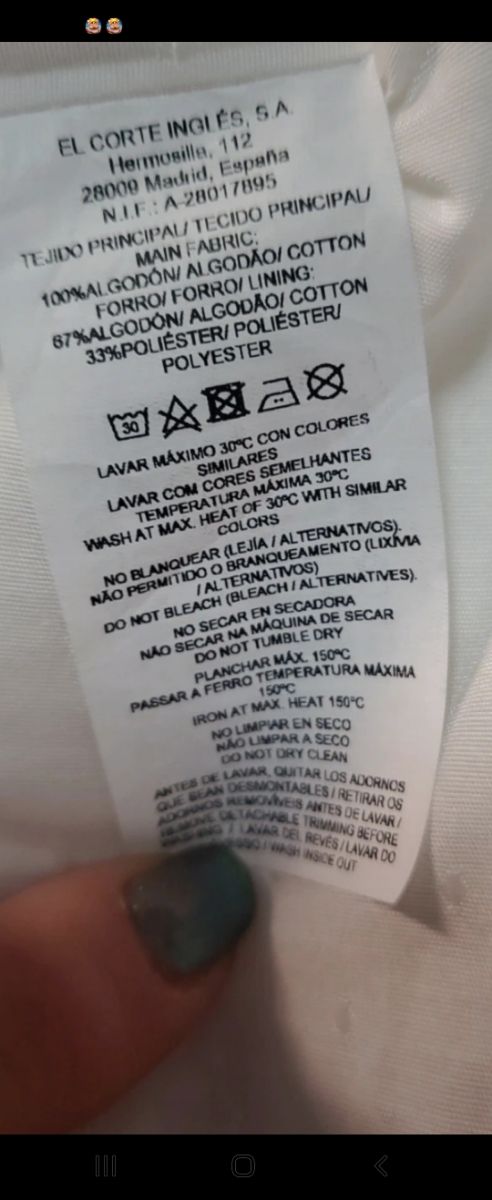 EL CORTE INGLÉS, S.A.
Hermosilla, 112
28009 Madrid, España
N.I.F.: A-28017895
TEJIDO PRINCIPAL/ TECIDO PRINCIPAL/
MAIN FABRIC:
100%ALGODÓN/ ALGODÃO/ COTTON
FORRO/ FORRO/ LINING:
67%ALGODÓN/ ALGODÃO/ COTTON
33%POLIÉSTER/ POLIÉSTER/
POLYESTER
30
LAVAR MÁXIMO 30ºC CON COLORES
SIMILARES
LAVAR COM CORES SEMELHANTES
TEMPERATURA MÁXIMA 30ºC
WASH AT MAX. HEAT OF 30ºC WITH SIMILAR
COLORS
NO BLANQUEAR (LEJÍA / ALTERNATIVOS).
NÃO PERMITIDO O BRANQUEAMENTO (LIXÍVIA
/ ALTERNATIVOS)
DO NOT BLEACH (BLEACH / ALTERNATIVES).
NO SECAR EN SECADORA
NÃO SECAR NA MÁQUINA DE SECAR
DO NOT TUMBLE DRY
PLANCHAR MÁX. 150ºC
PASSAR A FERRO TEMPERATURA MÁXIMA
150ºC
IRON AT MAX. HEAT 150ºC
NO LIMPIAR EN SECO
NÃO LIMPAR A SECO
DO NOT DRY CLEAN
ANTES DE LAVAR, QUITAR LOS ADORNOS
QUE SEAN DESMONTABLES / RETIRAR OS
ADORNOS REMOVÍVEIS ANTES DE LAVAR /
REMOVE DETACHABLE TRIMMING BEFORE
WASHING / LAVAR DEL REVÉS / LAVAR DO
/ WASH INSIDE OUT